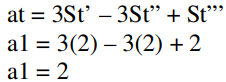 at = 3St’ – 3St” + St”’
a1 = 3(2) – 3(2) + 2
a1 = 2